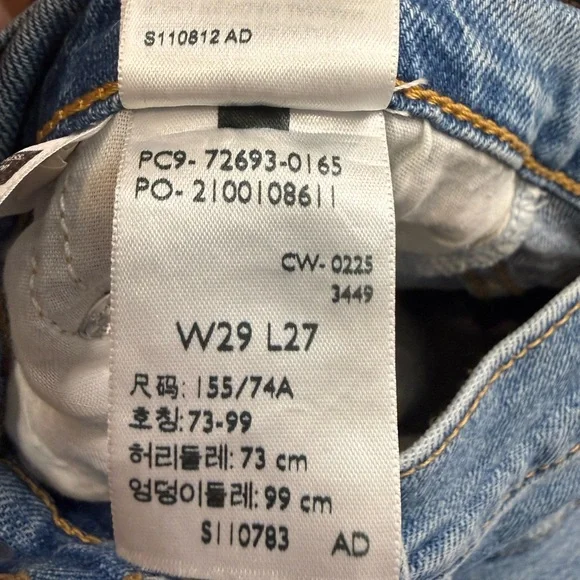 S110812 AD
PC9- 72693-0165
PO- 2100108611
CW- 0225
3449
W29 L27
尺码: 155/74A
호칭: 73-99
허리둘레: 73 cm
엉덩이둘레: 99 cm
S110783 AD